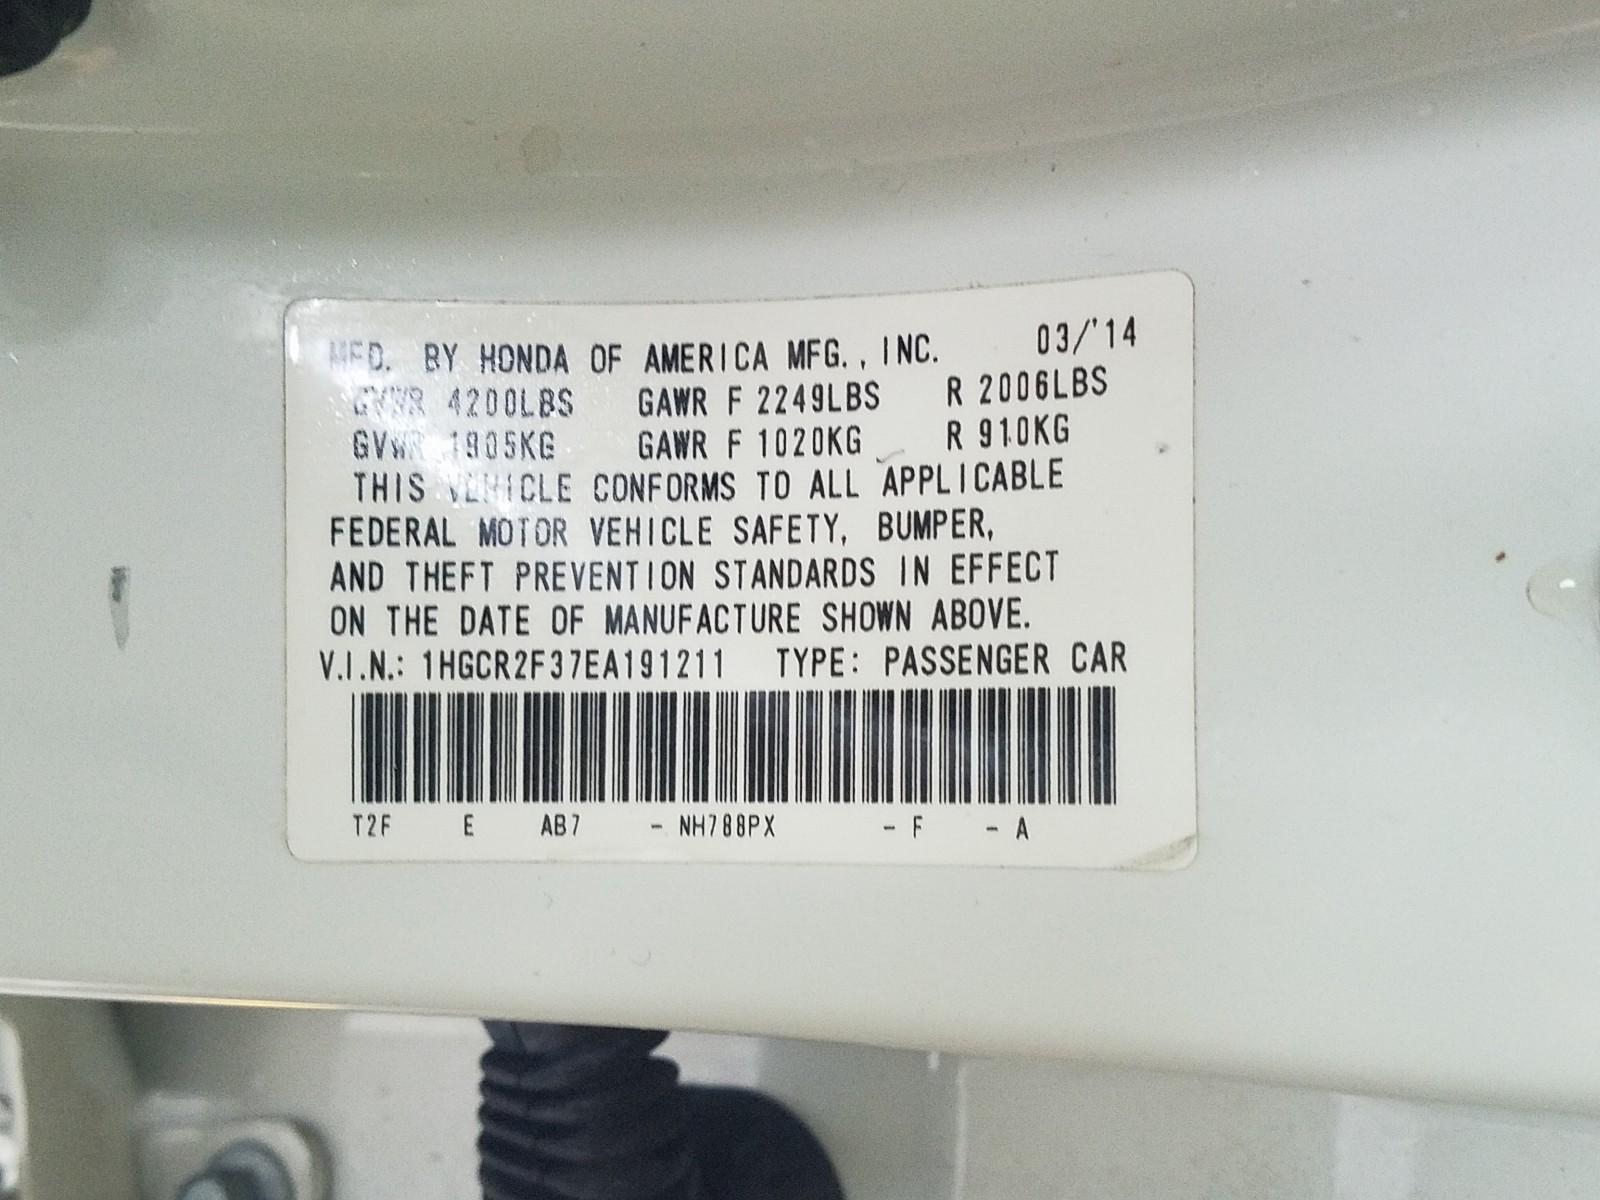 MFD. BY HONDA OF AMERICA MFG., INC. 03/'14
GVWR 4200LBS GAWR F 2249LBS R 2006LBS
GVWR 1905KG GAWR F 1020KG R 910KG
THIS VEHICLE CONFORMS TO ALL APPLICABLE
FEDERAL MOTOR VEHICLE SAFETY, BUMPER,
AND THEFT PREVENTION STANDARDS IN EFFECT
ON THE DATE OF MANUFACTURE SHOWN ABOVE.
V.I.N.: 1HGCR2F37EA191211 TYPE: PASSENGER CAR
T2F E AB7 - NH788PX - F - A